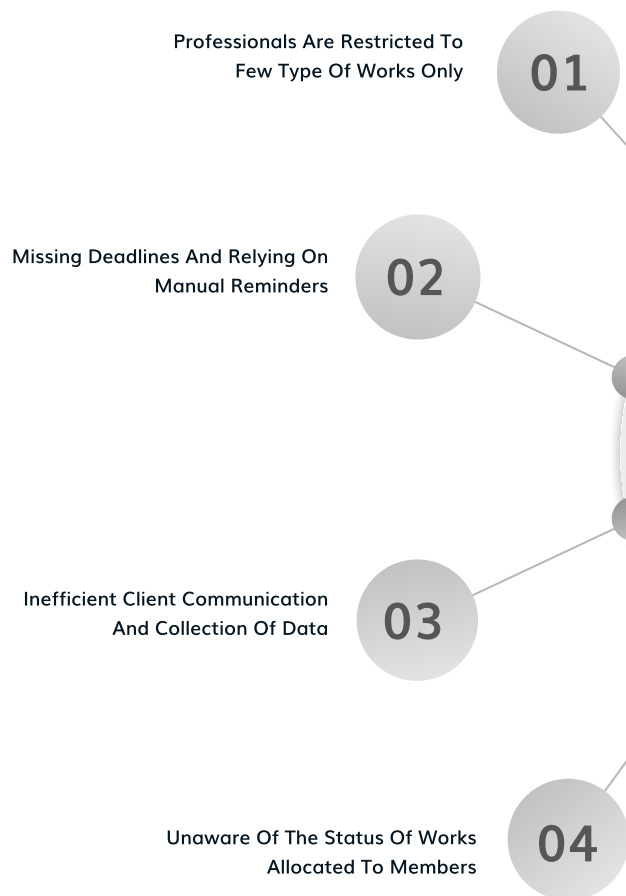 Professionals Are Restricted To
Few Type Of Works Only
01
Missing Deadlines And Relying On
Manual Reminders
02
Inefficient Client Communication
And Collection Of Data
03
Unaware Of The Status Of Works
Allocated To Members
04